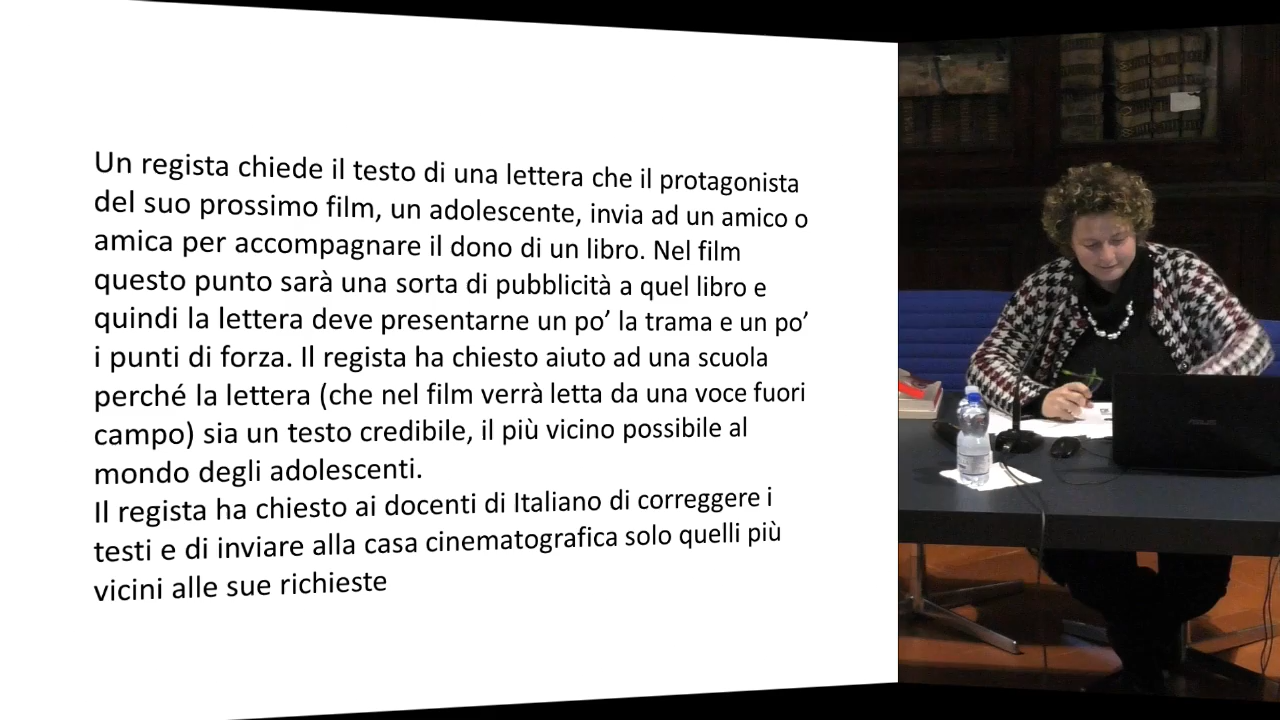 Un regista chiede il testo di una lettera che il protagonista
del suo prossimo film, un adolescente, invia ad un amico o
amica per accompagnare il dono di un libro. Nel film
questo punto sarà una sorta di pubblicità a quel libro e
quindi la lettera deve presentarne un po’ la trama e un po’
i punti di forza. Il regista ha chiesto aiuto ad una scuola
perché la lettera (che nel film verrà letta da una voce fuori
campo) sia un testo credibile, il più vicino possibile al
mondo degli adolescenti.
Il regista ha chiesto ai docenti di Italiano di correggere i
testi e di inviare alla casa cinematografica solo quelli più
vicini alle sue richieste
ASUS